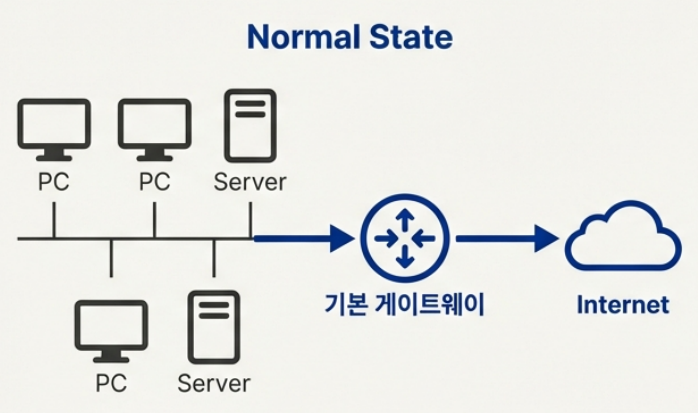 Normal State
PC
PC
Server
기본 게이트웨이
Internet
PC
Server